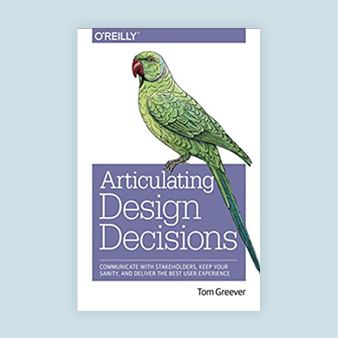 O'REILLY®
Articulating
Design
Decisions
COMMUNICATE WITH STAKEHOLDERS, KEEP YOUR
SANITY, AND DELIVER THE BEST USER EXPERIENCE
Tom Greever